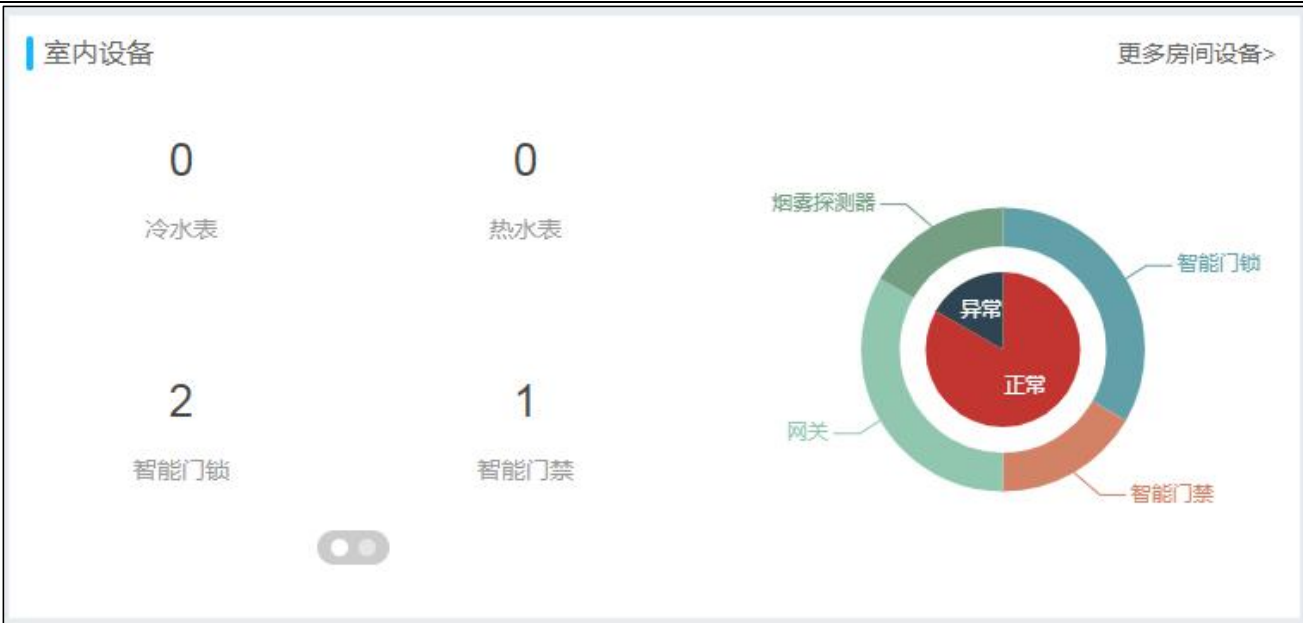 室内设备
更多房间设备>
0
0
冷水表
热水表
2
1
智能门锁
智能门禁
烟雾探测器
智能门锁
异常
正常
网关
智能门禁